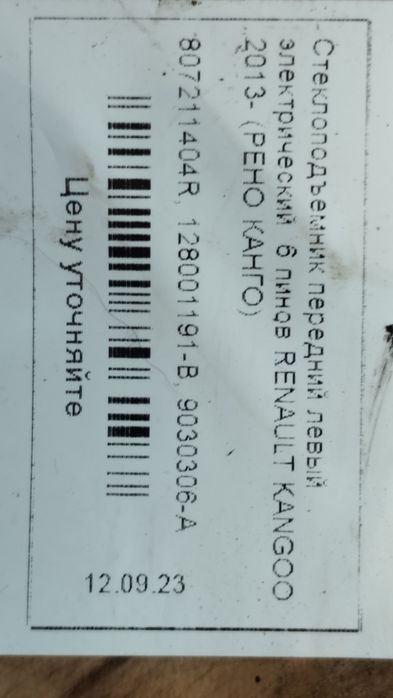 Стеклоподъемник передний левый
электрический 6 пинов RENAULT KANGOO
2013- (РЕНО КАНГО)
807211404R, 128001191-B, 9030306-A
Цену уточняйте
12.09.23